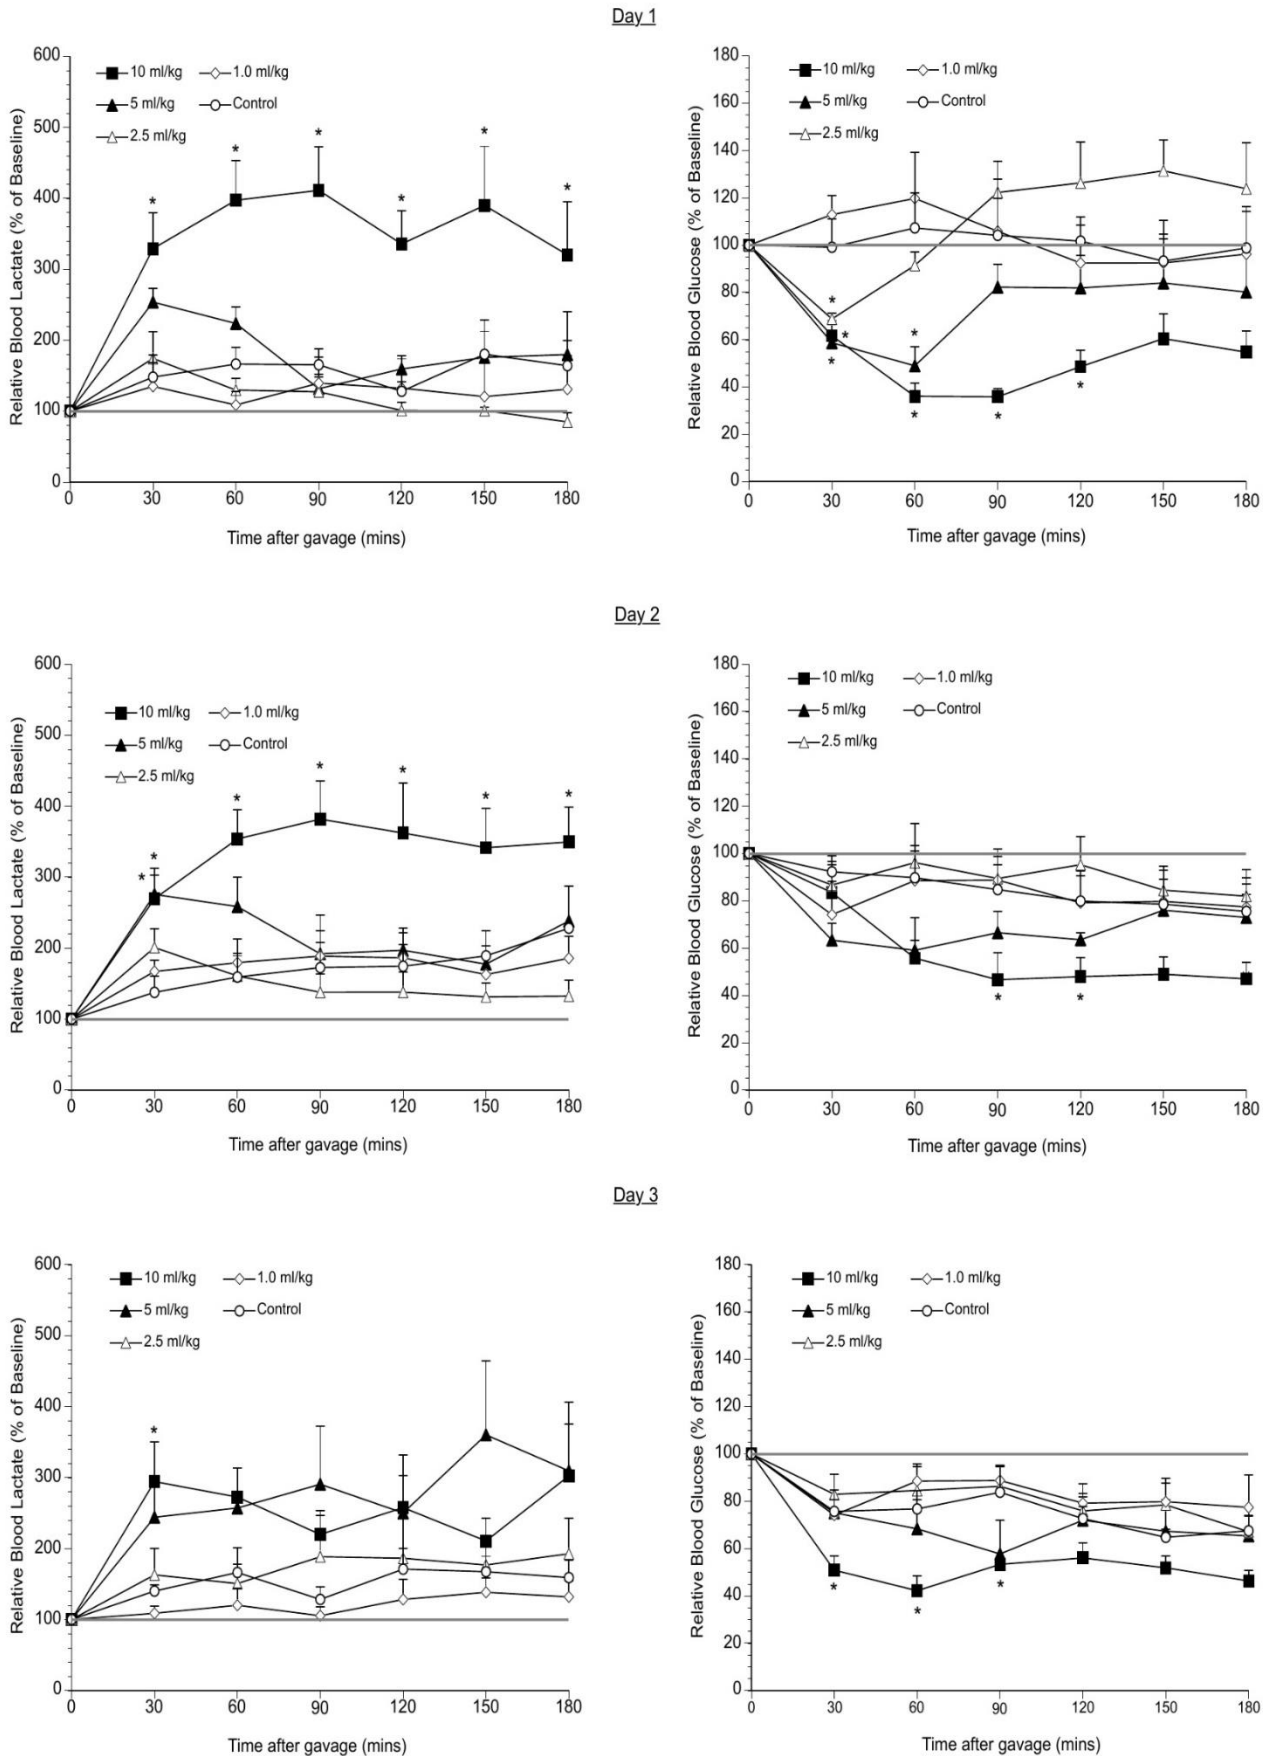 Day 1
Relative Blood Lactate (% of Baseline)
600
500
400
300
200
100
0
10 ml/kg 1.0 ml/kg
5 ml/kg Control
2.5 ml/kg
* * * * * *
0 30 60 90 120 150 180
Time after gavage (mins)
Relative Blood Glucose (% of Baseline)
180
160
140
120
100
80
60
40
20
0
10 ml/kg 1.0 ml/kg
5 ml/kg Control
2.5 ml/kg
* * * * * * *
0 30 60 90 120 150 180
Time after gavage (mins)
Day 2
Relative Blood Lactate (% of Baseline)
600
500
400
300
200
100
0
10 ml/kg 1.0 ml/kg
5 ml/kg Control
2.5 ml/kg
* * * * * * *
0 30 60 90 120 150 180
Time after gavage (mins)
Relative Blood Glucose (% of Baseline)
180
160
140
120
100
80
60
40
20
0
10 ml/kg 1.0 ml/kg
5 ml/kg Control
2.5 ml/kg
* *
0 30 60 90 120 150 180
Time after gavage (mins)
Day 3
Relative Blood Lactate (% of Baseline)
600
500
400
300
200
100
0
10 ml/kg 1.0 ml/kg
5 ml/kg Control
2.5 ml/kg
*
0 30 60 90 120 150 180
Time after gavage (mins)
Relative Blood Glucose (% of Baseline)
180
160
140
120
100
80
60
40
20
0
10 ml/kg 1.0 ml/kg
5 ml/kg Control
2.5 ml/kg
* * *
0 30 60 90 120 150 180
Time after gavage (mins)